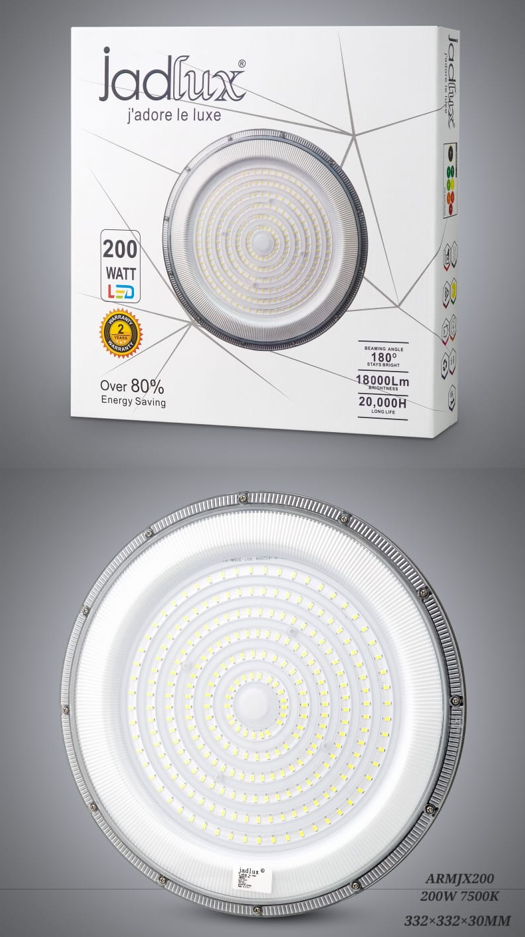 jadlux®
j'adore le luxe
jadlux
200
WATT
LED
WARRANTY
2
YEARS
WARRANTY
Over 80%
Energy Saving
BEAMING ANGLE
180°
STAYS BRIGHT
18000Lm
BRIGHTNESS
20,000H
LONG LIFE
jadlux®
ARMJX200
200W 7500K
332×332×30MM